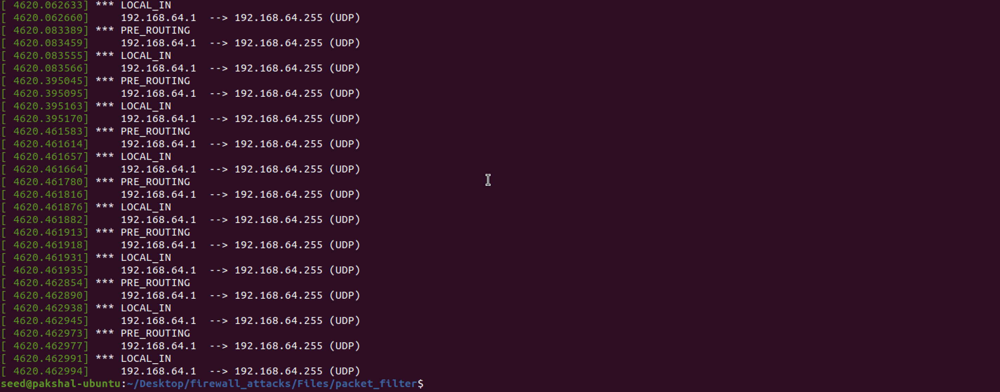 [ 4620.062633] *** LOCAL_IN
[ 4620.062660]     192.168.64.1  --> 192.168.64.255 (UDP)
[ 4620.083389] *** PRE_ROUTING
[ 4620.083459]     192.168.64.1  --> 192.168.64.255 (UDP)
[ 4620.083555] *** LOCAL_IN
[ 4620.083566]     192.168.64.1  --> 192.168.64.255 (UDP)
[ 4620.395045] *** PRE_ROUTING
[ 4620.395095]     192.168.64.1  --> 192.168.64.255 (UDP)
[ 4620.395163] *** LOCAL_IN
[ 4620.395170]     192.168.64.1  --> 192.168.64.255 (UDP)
[ 4620.461583] *** PRE_ROUTING
[ 4620.461614]     192.168.64.1  --> 192.168.64.255 (UDP)
[ 4620.461657] *** LOCAL_IN
[ 4620.461664]     192.168.64.1  --> 192.168.64.255 (UDP)
[ 4620.461780] *** PRE_ROUTING
[ 4620.461816]     192.168.64.1  --> 192.168.64.255 (UDP)
[ 4620.461876] *** LOCAL_IN
[ 4620.461882]     192.168.64.1  --> 192.168.64.255 (UDP)
[ 4620.461913] *** PRE_ROUTING
[ 4620.461918]     192.168.64.1  --> 192.168.64.255 (UDP)
[ 4620.461931] *** LOCAL_IN
[ 4620.461935]     192.168.64.1  --> 192.168.64.255 (UDP)
[ 4620.462854] *** PRE_ROUTING
[ 4620.462890]     192.168.64.1  --> 192.168.64.255 (UDP)
[ 4620.462938] *** LOCAL_IN
[ 4620.462945]     192.168.64.1  --> 192.168.64.255 (UDP)
[ 4620.462973] *** PRE_ROUTING
[ 4620.462977]     192.168.64.1  --> 192.168.64.255 (UDP)
[ 4620.462991] *** LOCAL_IN
[ 4620.462994]     192.168.64.1  --> 192.168.64.255 (UDP)
seed@pakshal-ubuntu:~/Desktop/firewall_attacks/Files/packet_filter$